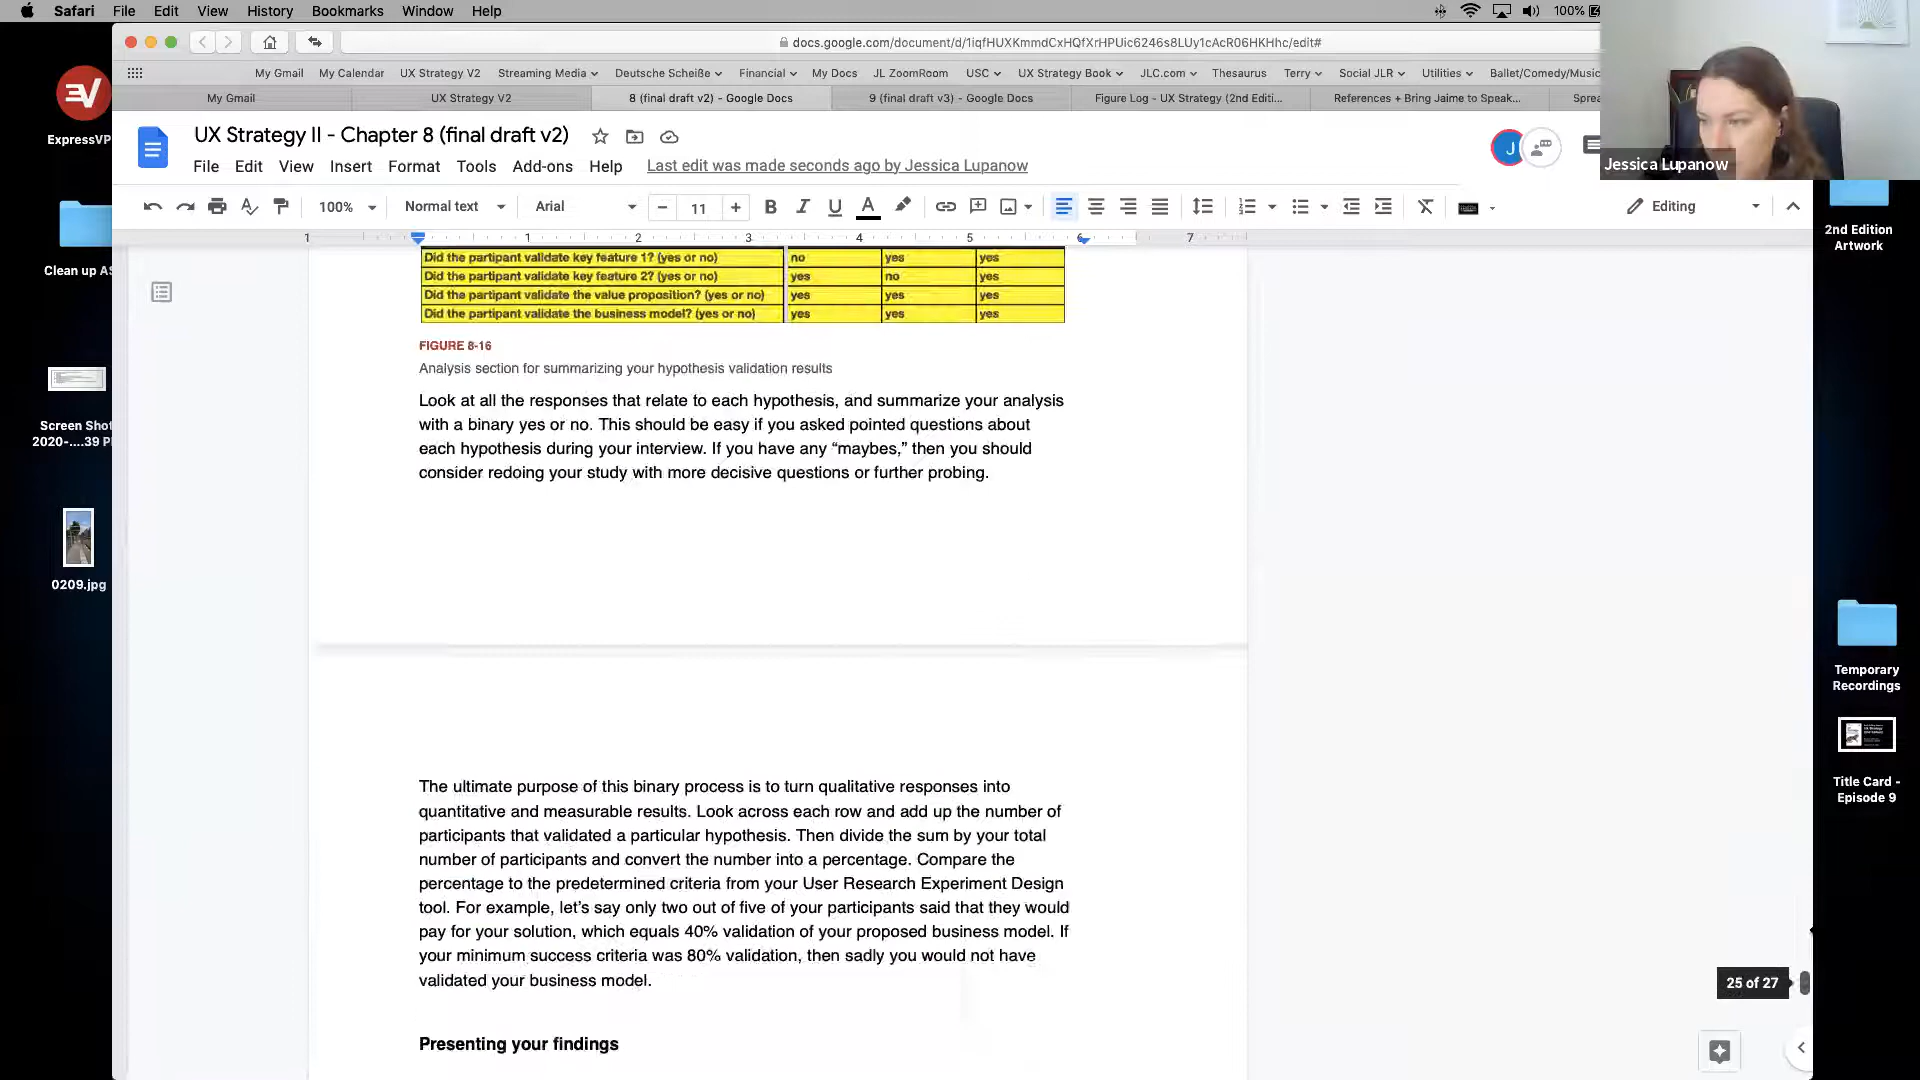 Safari File Edit View History Bookmarks Window Help 100%
docs.google.com/document/d/1iqfHUXKmmdCxHQfXrHPUic6246s8LUy1cAcR06HKHhc/edit#
My Gmail My Calendar UX Strategy V2 Streaming Media Deutsche Scheiße Financial My Docs JL ZoomRoom USC UX Strategy Book JLC.com Thesaurus Terry Social JLR Utilities Ballet/Comedy/Music
My Gmail UX Strategy V2 8 (final draft v2) - Google Docs 9 (final draft v3) - Google Docs Figure Log - UX Strategy (2nd Editi... References + Bring Jaime to Speak... Sprea
UX Strategy II - Chapter 8 (final draft v2)
J
Jessica Lupanow
File Edit View Insert Format Tools Add-ons Help Last edit was made seconds ago by Jessica Lupanow
100% Normal text Arial 11 B I U A Editing
1 1 2 3 4 5 6 7
ExpressVP
Clean up AS
Screen Shot
2020-....39 P
0209.jpg
2nd Edition
Artwork
Temporary
Recordings
Title Card -
Episode 9
Did the partipant validate key feature 1? (yes or no) no yes yes
Did the partipant validate key feature 2? (yes or no) yes no yes
Did the partipant validate the value proposition? (yes or no) yes yes yes
Did the partipant validate the business model? (yes or no) yes yes yes
FIGURE 8-16
Analysis section for summarizing your hypothesis validation results
Look at all the responses that relate to each hypothesis, and summarize your analysis
with a binary yes or no. This should be easy if you asked pointed questions about
each hypothesis during your interview. If you have any “maybes,” then you should
consider redoing your study with more decisive questions or further probing.
The ultimate purpose of this binary process is to turn qualitative responses into
quantitative and measurable results. Look across each row and add up the number of
participants that validated a particular hypothesis. Then divide the sum by your total
number of participants and convert the number into a percentage. Compare the
percentage to the predetermined criteria from your User Research Experiment Design
tool. For example, let’s say only two out of five of your participants said that they would
pay for your solution, which equals 40% validation of your proposed business model. If
your minimum success criteria was 80% validation, then sadly you would not have
validated your business model.
25 of 27
Presenting your findings